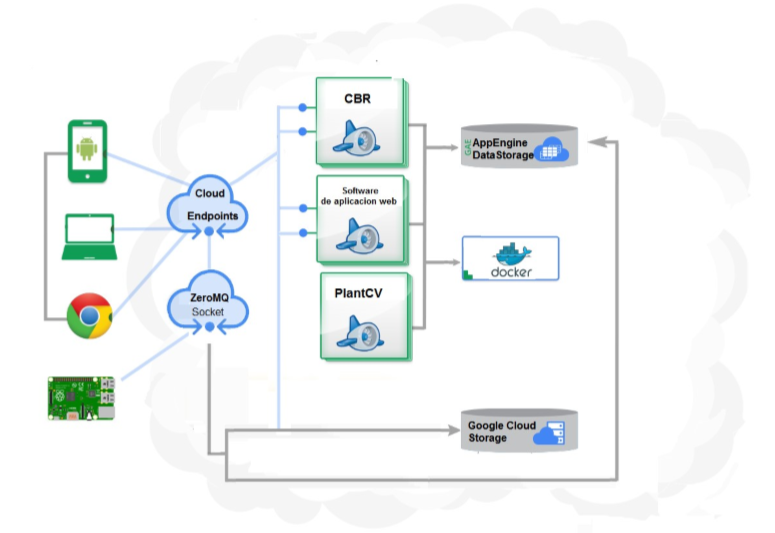 CBR
Software
de aplicacion web
PlantCV
Cloud
Endpoints
ZeroMQ
Socket
GAE
AppEngine
DataStorage
docker
Google Cloud
Storage